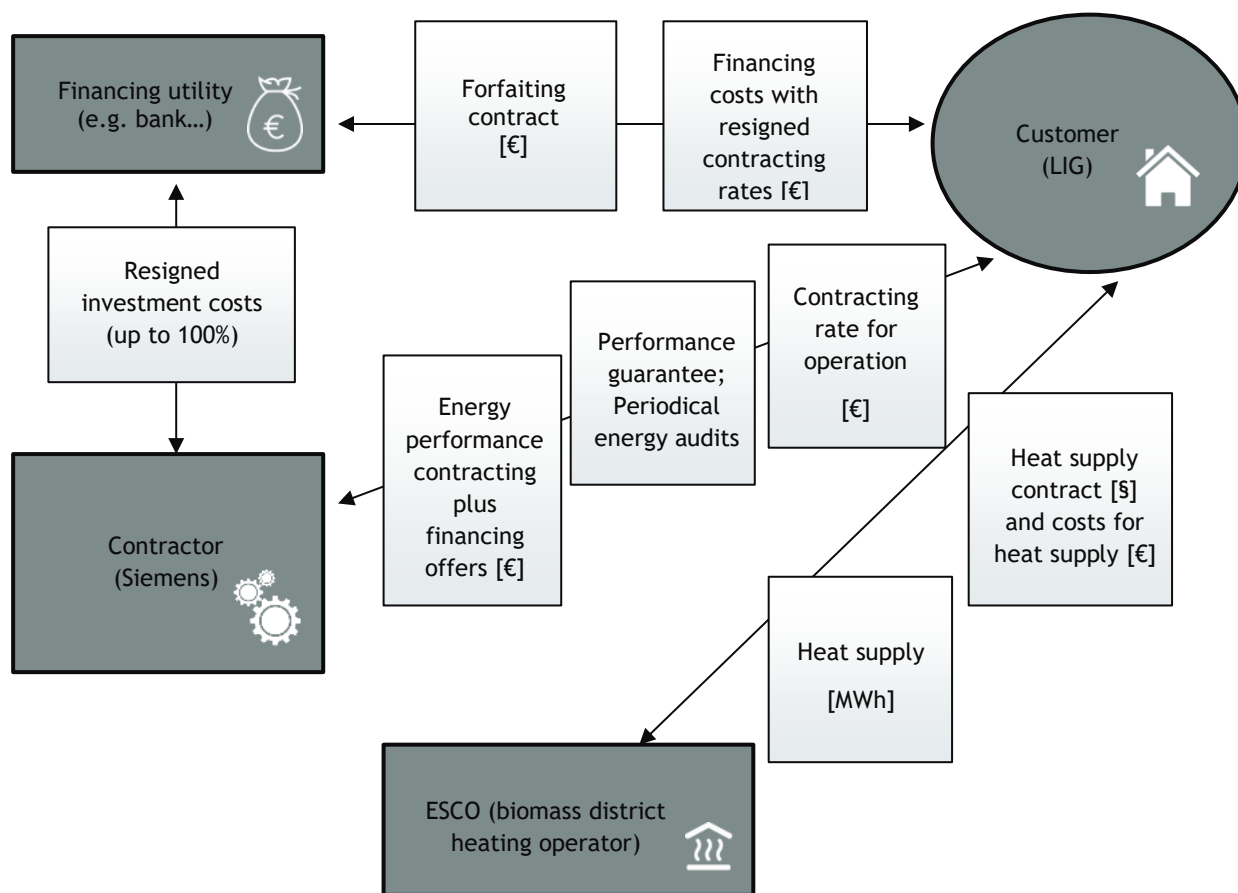 Financing utility
(e.g. bank…)
€
Forfaiting
contract
[€]
Financing
costs with
resigned
contracting
rates [€]
Customer
(LIG)
Resigned
investment costs
(up to 100%)
Contracting
rate for
operation
[€]
Performance
guarantee;
Periodical
energy audits
Energy
performance
contracting
plus
financing
offers [€]
Heat supply
contract [§]
and costs for
heat supply [€]
Contractor
(Siemens)
Heat supply
[MWh]
ESCO (biomass district
heating operator)